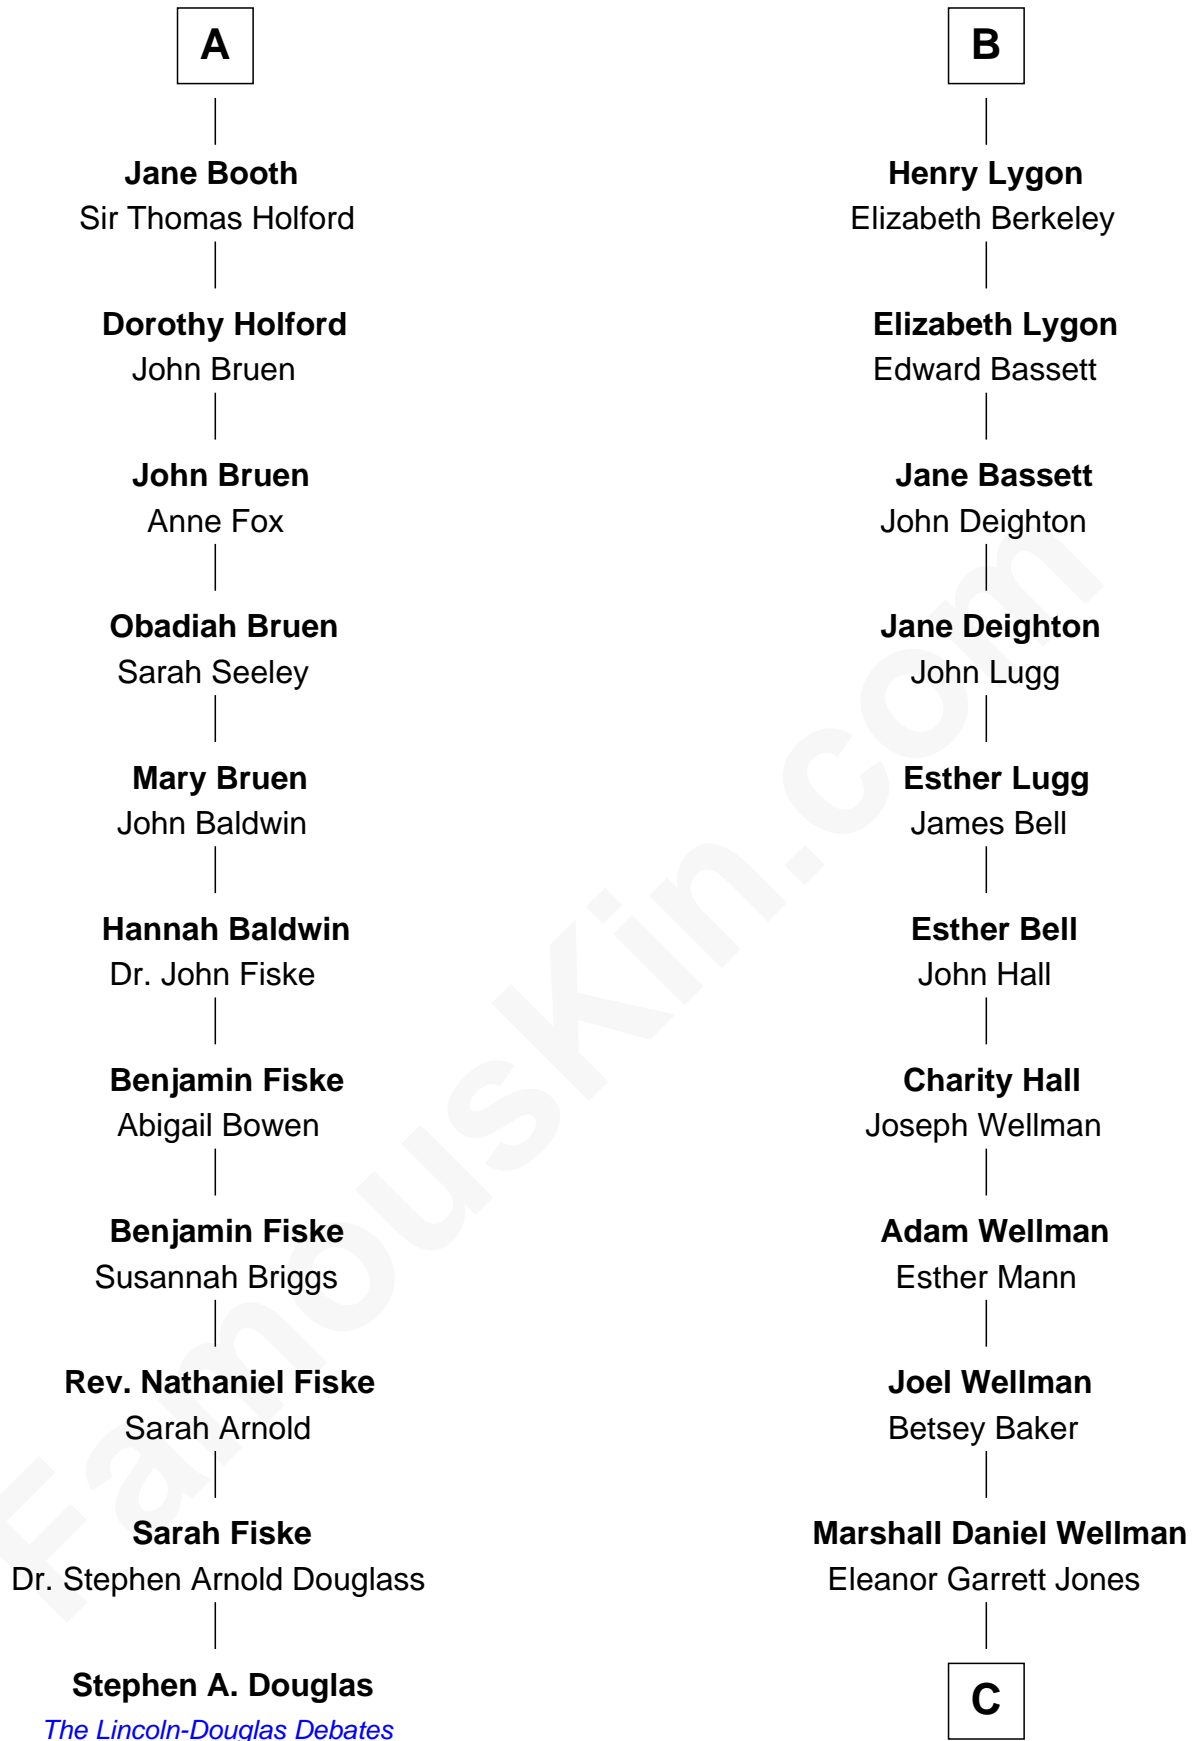 A
Jane Booth
Sir Thomas Holford
Dorothy Holford
John Bruen
John Bruen
Anne Fox
Obadiah Bruen
Sarah Seeley
Mary Bruen
John Baldwin
Hannah Baldwin
Dr. John Fiske
Benjamin Fiske
Abigail Bowen
Benjamin Fiske
Susannah Briggs
Rev. Nathaniel Fiske
Sarah Arnold
Sarah Fiske
Dr. Stephen Arnold Douglass
Stephen A. Douglas
The Lincoln-Douglas Debates
B
Henry Lygon
Elizabeth Berkeley
Elizabeth Lygon
Edward Bassett
Jane Bassett
John Deighton
Jane Deighton
John Lugg
Esther Lugg
James Bell
Esther Bell
John Hall
Charity Hall
Joseph Wellman
Adam Wellman
Esther Mann
Joel Wellman
Betsey Baker
Marshall Daniel Wellman
Eleanor Garrett Jones
C
FamousKin.com